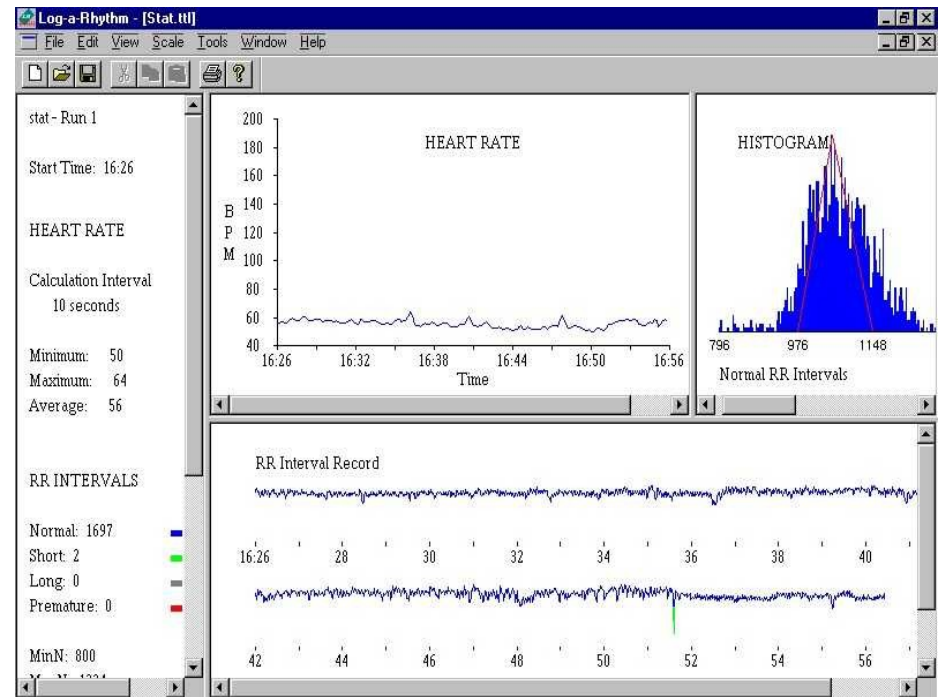 Log-a-Rhythm - [Stat.ttl]
File Edit View Scale Tools Window Help
stat - Run 1
Start Time: 16:26
HEART RATE
Calculation Interval
10 seconds
Minimum: 50
Maximum: 64
Average: 56
RR INTERVALS
Normal: 1697
Short: 2
Long: 0
Premature: 0
MinN: 800
HEART RATE
200
180
160
140
120
100
80
60
40
BPM
16:26 16:32 16:38 16:44 16:50 16:56
Time
HISTOGRAM
796 976 1148
Normal RR Intervals
RR Interval Record
16:26 28 30 32 34 36 38 40
42 44 46 48 50 52 54 56